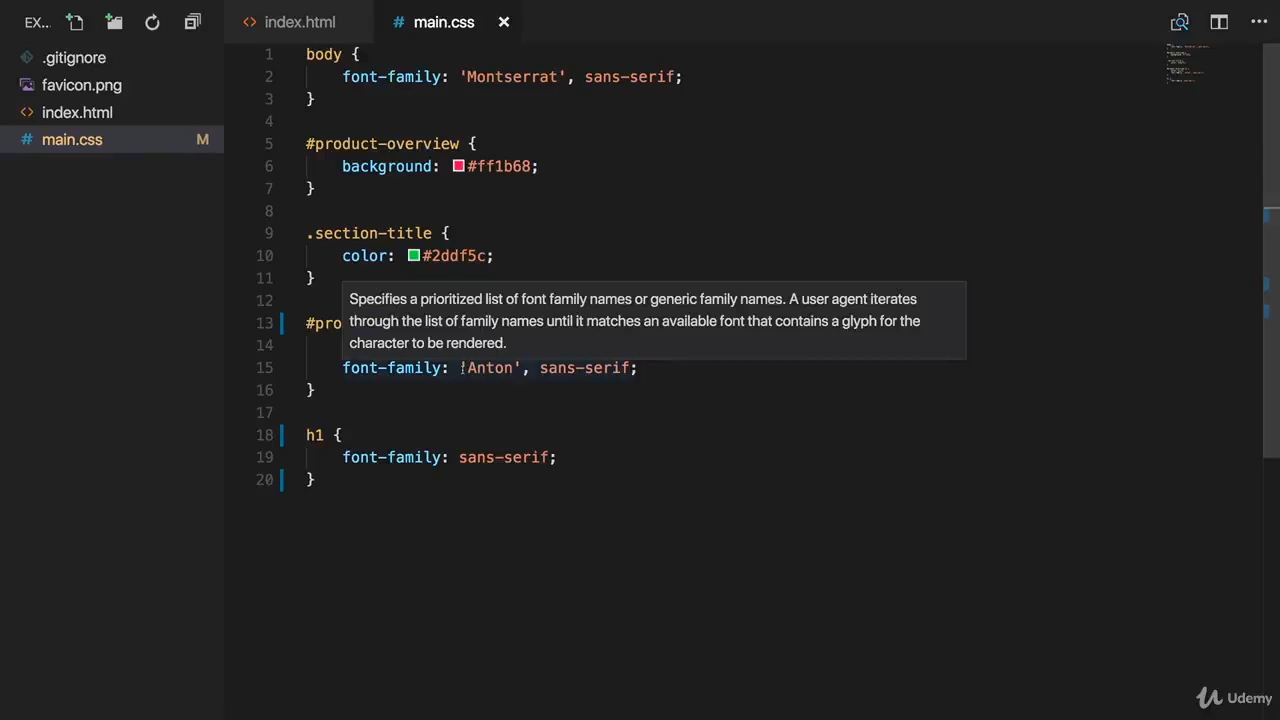 EX...
index.html
main.css
.gitignore
favicon.png
index.html
main.css M
1 body {
2 font-family: 'Montserrat', sans-serif;
3 }
4
5 #product-overview {
6 background: #ff1b68;
7 }
8
9 .section-title {
10 color: #2ddf5c;
11 }
12
Specifies a prioritized list of font family names or generic family names. A user agent iterates
through the list of family names until it matches an available font that contains a glyph for the
character to be rendered.
13 #pro
14
15 font-family: 'Anton', sans-serif;
16 }
17
18 h1 {
19 font-family: sans-serif;
20 }
Udemy